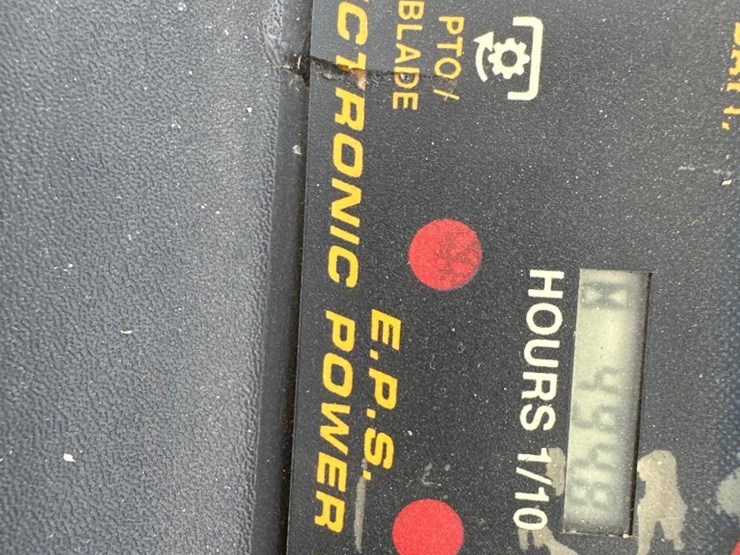 PTO /
BLADE
E.P.S.
CTRONIC POWER
HOURS 1/10